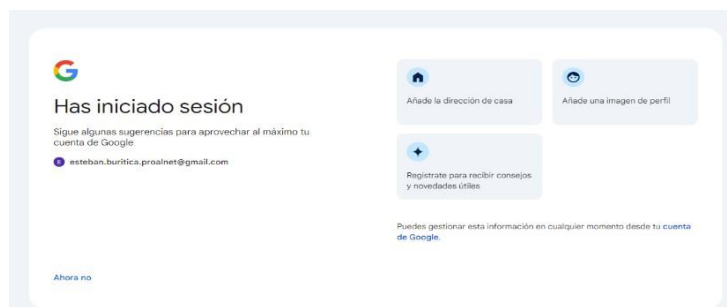 Has iniciado sesión
Sigue algunas sugerencias para aprovechar al máximo tu
cuenta de Google
E esteban.buritica.proalnet@gmail.com
Ahora no
Añade la dirección de casa
Añade una imagen de perfil
Regístrate para recibir consejos
y novedades útiles
Puedes gestionar esta información en cualquier momento desde tu cuenta
de Google.